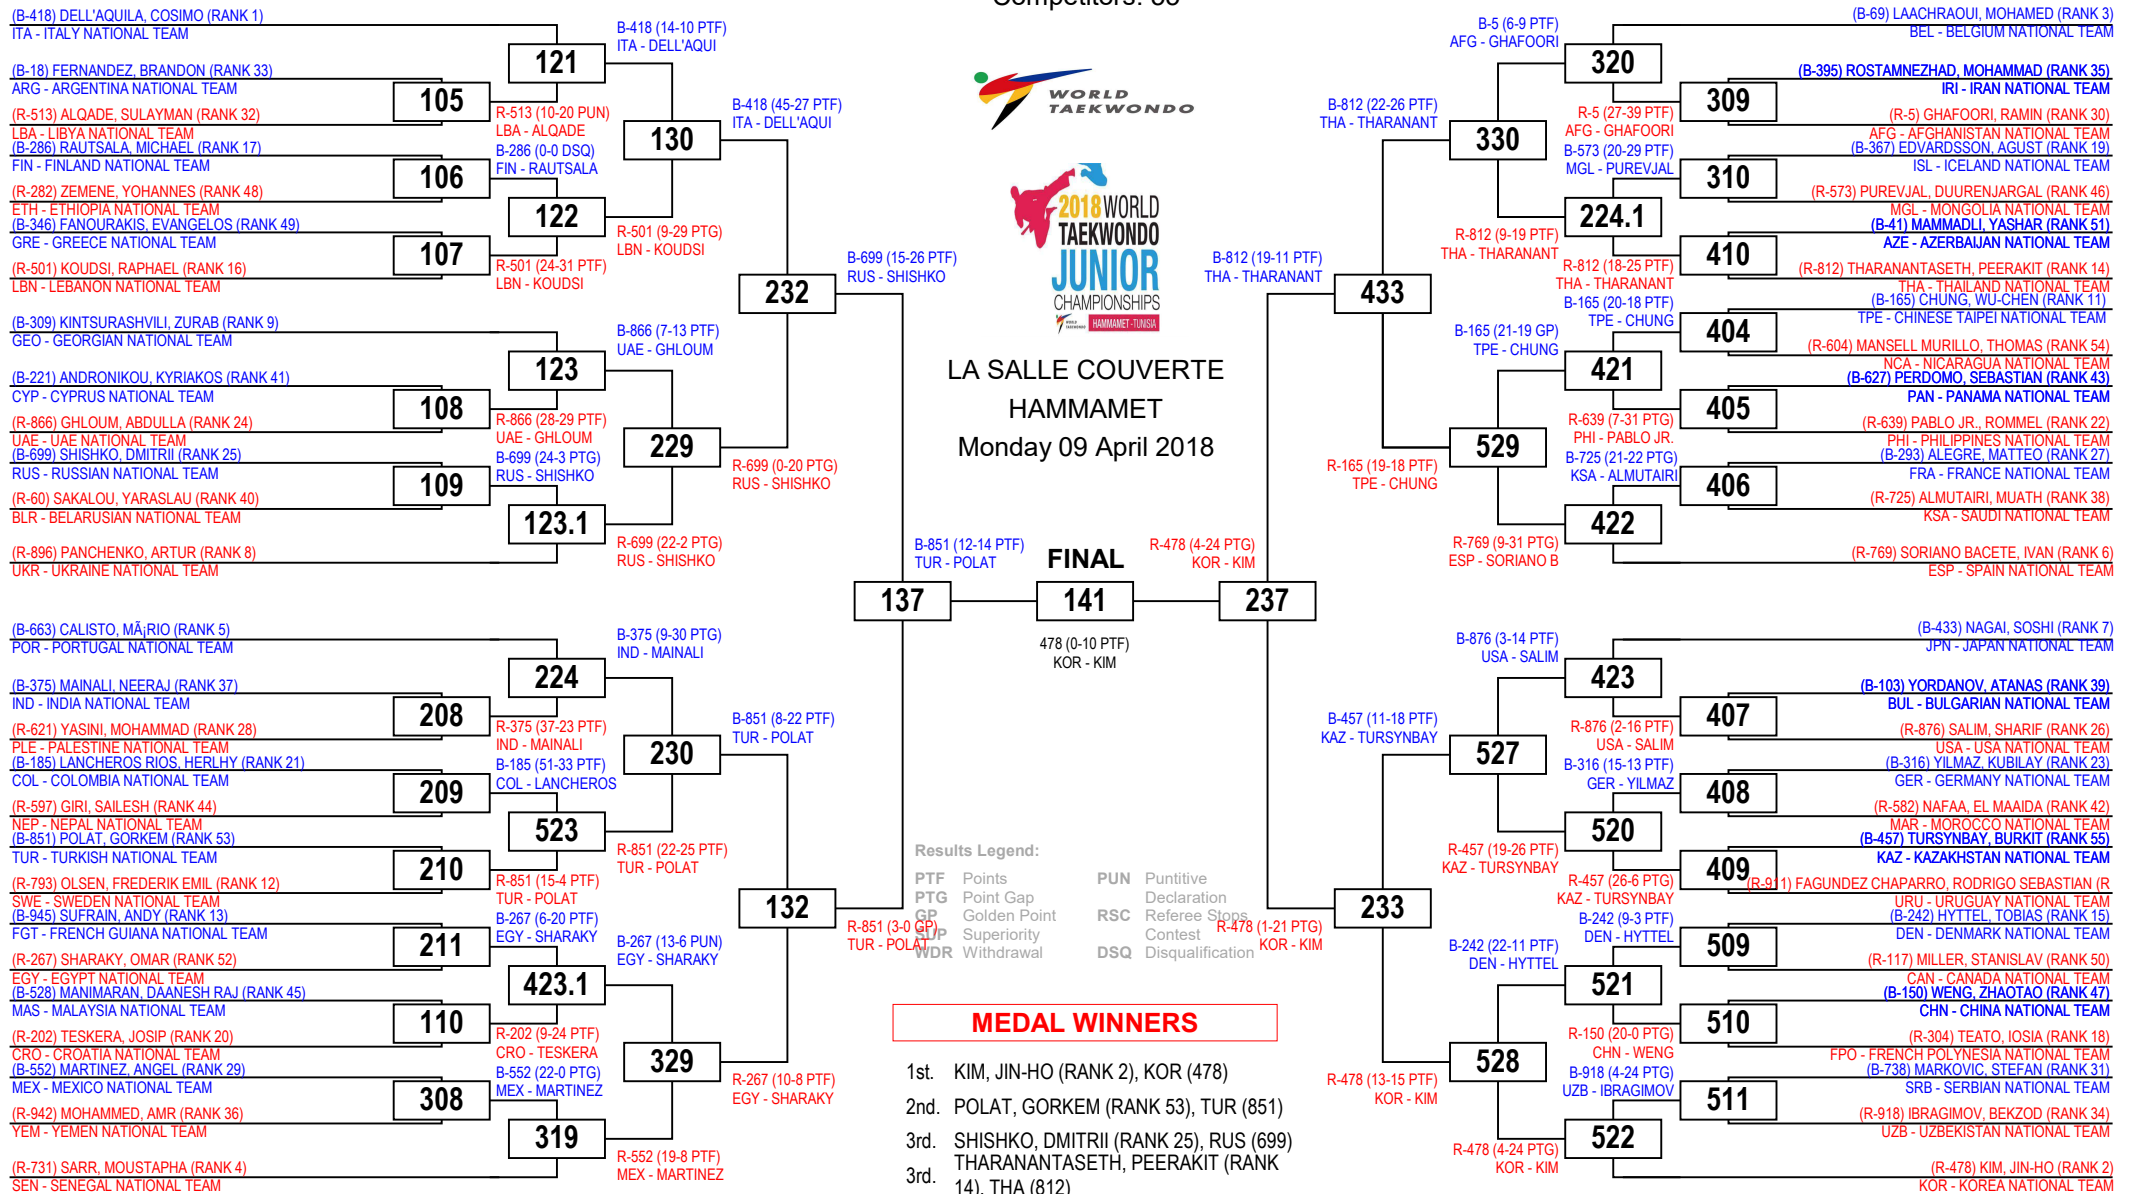 Competitors: 55
(B-418) DELL'AQUILA, COSIMO (RANK 1)
ITA - ITALY NATIONAL TEAM
(B-18) FERNANDEZ, BRANDON (RANK 33)
ARG - ARGENTINA NATIONAL TEAM
(R-513) ALQADE, SULAYMAN (RANK 32)
LBA - LIBYA NATIONAL TEAM
(B-286) RAUTSALA, MICHAEL (RANK 17)
FIN - FINLAND NATIONAL TEAM
(R-282) ZEMENE, YOHANNES (RANK 48)
ETH - ETHIOPIA NATIONAL TEAM
(B-346) FANOURAKIS, EVANGELOS (RANK 49)
GRE - GREECE NATIONAL TEAM
(R-501) KOUDSI, RAPHAEL (RANK 16)
LBN - LEBANON NATIONAL TEAM
(B-309) KINTSURASHVILI, ZURAB (RANK 9)
GEO - GEORGIAN NATIONAL TEAM
(B-221) ANDRONIKOU, KYRIAKOS (RANK 41)
CYP - CYPRUS NATIONAL TEAM
(R-866) GHLOUM, ABDULLA (RANK 24)
UAE - UAE NATIONAL TEAM
(B-699) SHISHKO, DMITRII (RANK 25)
RUS - RUSSIAN NATIONAL TEAM
(R-60) SAKALOU, YARASLAU (RANK 40)
BLR - BELARUSIAN NATIONAL TEAM
(R-896) PANCHENKO, ARTUR (RANK 8)
UKR - UKRAINE NATIONAL TEAM
(B-663) CALISTO, MÃ¡RIO (RANK 5)
POR - PORTUGAL NATIONAL TEAM
(B-375) MAINALI, NEERAJ (RANK 37)
IND - INDIA NATIONAL TEAM
(R-621) YASINI, MOHAMMAD (RANK 28)
PLE - PALESTINE NATIONAL TEAM
(B-185) LANCHEROS RIOS, HERLHY (RANK 21)
COL - COLOMBIA NATIONAL TEAM
(R-597) GIRI, SAILESH (RANK 44)
NEP - NEPAL NATIONAL TEAM
(B-851) POLAT, GORKEM (RANK 53)
TUR - TURKISH NATIONAL TEAM
(R-793) OLSEN, FREDERIK EMIL (RANK 12)
SWE - SWEDEN NATIONAL TEAM
(B-945) SUFRAIN, ANDY (RANK 13)
FGT - FRENCH GUIANA NATIONAL TEAM
(R-267) SHARAKY, OMAR (RANK 52)
EGY - EGYPT NATIONAL TEAM
(B-528) MANIMARAN, DAANESH RAJ (RANK 45)
MAS - MALAYSIA NATIONAL TEAM
(R-202) TESKERA, JOSIP (RANK 20)
CRO - CROATIA NATIONAL TEAM
(B-552) MARTINEZ, ANGEL (RANK 29)
MEX - MEXICO NATIONAL TEAM
(R-942) MOHAMMED, AMR (RANK 36)
YEM - YEMEN NATIONAL TEAM
(R-731) SARR, MOUSTAPHA (RANK 4)
SEN - SENEGAL NATIONAL TEAM
105
106
107
108
109
208
209
210
211
110
308
R-513 (10-20 PUN)
LBA - ALQADE
B-286 (0-0 DSQ)
FIN - RAUTSALA
R-501 (24-31 PTF)
LBN - KOUDSI
R-866 (28-29 PTF)
UAE - GHLOUM
B-699 (24-3 PTG)
RUS - SHISHKO
R-375 (37-23 PTF)
IND - MAINALI
B-185 (51-33 PTF)
COL - LANCHEROS
R-851 (15-4 PTF)
TUR - POLAT
B-267 (6-20 PTF)
EGY - SHARAKY
R-202 (9-24 PTF)
CRO - TESKERA
B-552 (22-0 PTG)
MEX - MARTINEZ
121
122
123
123.1
224
523
423.1
319
B-418 (14-10 PTF)
ITA - DELL'AQUI
R-501 (9-29 PTG)
LBN - KOUDSI
B-866 (7-13 PTF)
UAE - GHLOUM
R-699 (22-2 PTG)
RUS - SHISHKO
B-375 (9-30 PTG)
IND - MAINALI
R-851 (22-25 PTF)
TUR - POLAT
B-267 (13-6 PUN)
EGY - SHARAKY
R-552 (19-8 PTF)
MEX - MARTINEZ
130
229
230
329
B-418 (45-27 PTF)
ITA - DELL'AQUI
R-699 (0-20 PTG)
RUS - SHISHKO
B-851 (8-22 PTF)
TUR - POLAT
R-267 (10-8 PTF)
EGY - SHARAKY
232
132
B-699 (15-26 PTF)
RUS - SHISHKO
R-851 (3-0 GP)
TUR - POLAT
137
B-851 (12-14 PTF)
TUR - POLAT
WORLD
TAEKWONDO
2018 WORLD
TAEKWONDO
JUNIOR
CHAMPIONSHIPS
WORLD
TAEKWONDO
HAMMAMET - TUNISIA
LA SALLE COUVERTE
HAMMAMET
Monday 09 April 2018
FINAL
141
478 (0-10 PTF)
KOR - KIM
R-478 (4-24 PTG)
KOR - KIM
237
B-812 (19-11 PTF)
THA - THARANANT
R-478 (1-21 PTG)
KOR - KIM
433
233
B-812 (22-26 PTF)
THA - THARANANT
R-165 (19-18 PTF)
TPE - CHUNG
B-457 (11-18 PTF)
KAZ - TURSYNBAY
R-478 (13-15 PTF)
KOR - KIM
330
529
527
528
B-5 (6-9 PTF)
AFG - GHAFOORI
R-812 (9-19 PTF)
THA - THARANANT
B-165 (21-19 GP)
TPE - CHUNG
R-769 (9-31 PTG)
ESP - SORIANO B
B-876 (3-14 PTF)
USA - SALIM
R-457 (19-26 PTF)
KAZ - TURSYNBAY
B-242 (22-11 PTF)
DEN - HYTTEL
R-478 (4-24 PTG)
KOR - KIM
320
224.1
421
422
423
520
521
522
R-5 (27-39 PTF)
AFG - GHAFOORI
B-573 (20-29 PTF)
MGL - PUREVJAL
R-812 (18-25 PTF)
THA - THARANANT
B-165 (20-18 PTF)
TPE - CHUNG
R-639 (7-31 PTG)
PHI - PABLO JR.
B-725 (21-22 PTG)
KSA - ALMUTAIRI
R-876 (2-16 PTF)
USA - SALIM
B-316 (15-13 PTF)
GER - YILMAZ
R-457 (26-6 PTG)
KAZ - TURSYNBAY
B-242 (9-3 PTF)
DEN - HYTTEL
R-150 (20-0 PTG)
CHN - WENG
B-918 (4-24 PTG)
UZB - IBRAGIMOV
309
310
410
404
405
406
407
408
409
509
510
511
(B-69) LAACHRAOUI, MOHAMED (RANK 3)
BEL - BELGIUM NATIONAL TEAM
(B-395) ROSTAMNEZHAD, MOHAMMAD (RANK 35)
IRI - IRAN NATIONAL TEAM
(R-5) GHAFOORI, RAMIN (RANK 30)
AFG - AFGHANISTAN NATIONAL TEAM
(B-367) EDVARDSSON, AGUST (RANK 19)
ISL - ICELAND NATIONAL TEAM
(R-573) PUREVJAL, DUURENJARGAL (RANK 46)
MGL - MONGOLIA NATIONAL TEAM
(B-41) MAMMADLI, YASHAR (RANK 51)
AZE - AZERBAIJAN NATIONAL TEAM
(R-812) THARANANTASETH, PEERAKIT (RANK 14)
THA - THAILAND NATIONAL TEAM
(B-165) CHUNG, WU-CHEN (RANK 11)
TPE - CHINESE TAIPEI NATIONAL TEAM
(R-604) MANSELL MURILLO, THOMAS (RANK 54)
NCA - NICARAGUA NATIONAL TEAM
(B-627) PERDOMO, SEBASTIAN (RANK 43)
PAN - PANAMA NATIONAL TEAM
(R-639) PABLO JR., ROMMEL (RANK 22)
PHI - PHILIPPINES NATIONAL TEAM
(B-293) ALEGRE, MATTEO (RANK 27)
FRA - FRANCE NATIONAL TEAM
(R-725) ALMUTAIRI, MUATH (RANK 38)
KSA - SAUDI NATIONAL TEAM
(R-769) SORIANO BACETE, IVAN (RANK 6)
ESP - SPAIN NATIONAL TEAM
(B-433) NAGAI, SOSHI (RANK 7)
JPN - JAPAN NATIONAL TEAM
(B-103) YORDANOV, ATANAS (RANK 39)
BUL - BULGARIAN NATIONAL TEAM
(R-876) SALIM, SHARIF (RANK 26)
USA - USA NATIONAL TEAM
(B-316) YILMAZ, KUBILAY (RANK 23)
GER - GERMANY NATIONAL TEAM
(R-582) NAFAA, EL MAAIDA (RANK 42)
MAR - MOROCCO NATIONAL TEAM
(B-457) TURSYNBAY, BURKIT (RANK 55)
KAZ - KAZAKHSTAN NATIONAL TEAM
(R-911) FAGUNDEZ CHAPARRO, RODRIGO SEBASTIAN (R
URU - URUGUAY NATIONAL TEAM
(B-242) HYTTEL, TOBIAS (RANK 15)
DEN - DENMARK NATIONAL TEAM
(R-117) MILLER, STANISLAV (RANK 50)
CAN - CANADA NATIONAL TEAM
(B-150) WENG, ZHAOTAO (RANK 47)
CHN - CHINA NATIONAL TEAM
(R-304) TEATO, IOSIA (RANK 18)
FPO - FRENCH POLYNESIA NATIONAL TEAM
(B-738) MARKOVIC, STEFAN (RANK 31)
SRB - SERBIAN NATIONAL TEAM
(R-918) IBRAGIMOV, BEKZOD (RANK 34)
UZB - UZBEKISTAN NATIONAL TEAM
(R-478) KIM, JIN-HO (RANK 2)
KOR - KOREA NATIONAL TEAM
Results Legend:
PTF Points PUN Puntitive
PTG Point Gap Declaration
GP Golden Point RSC Referee Stops
SUP Superiority Contest
WDR Withdrawal DSQ Disqualification
MEDAL WINNERS
1st. KIM, JIN-HO (RANK 2), KOR (478)
2nd. POLAT, GORKEM (RANK 53), TUR (851)
3rd. SHISHKO, DMITRII (RANK 25), RUS (699)
3rd. THARANANTASETH, PEERAKIT (RANK
14), THA (812)